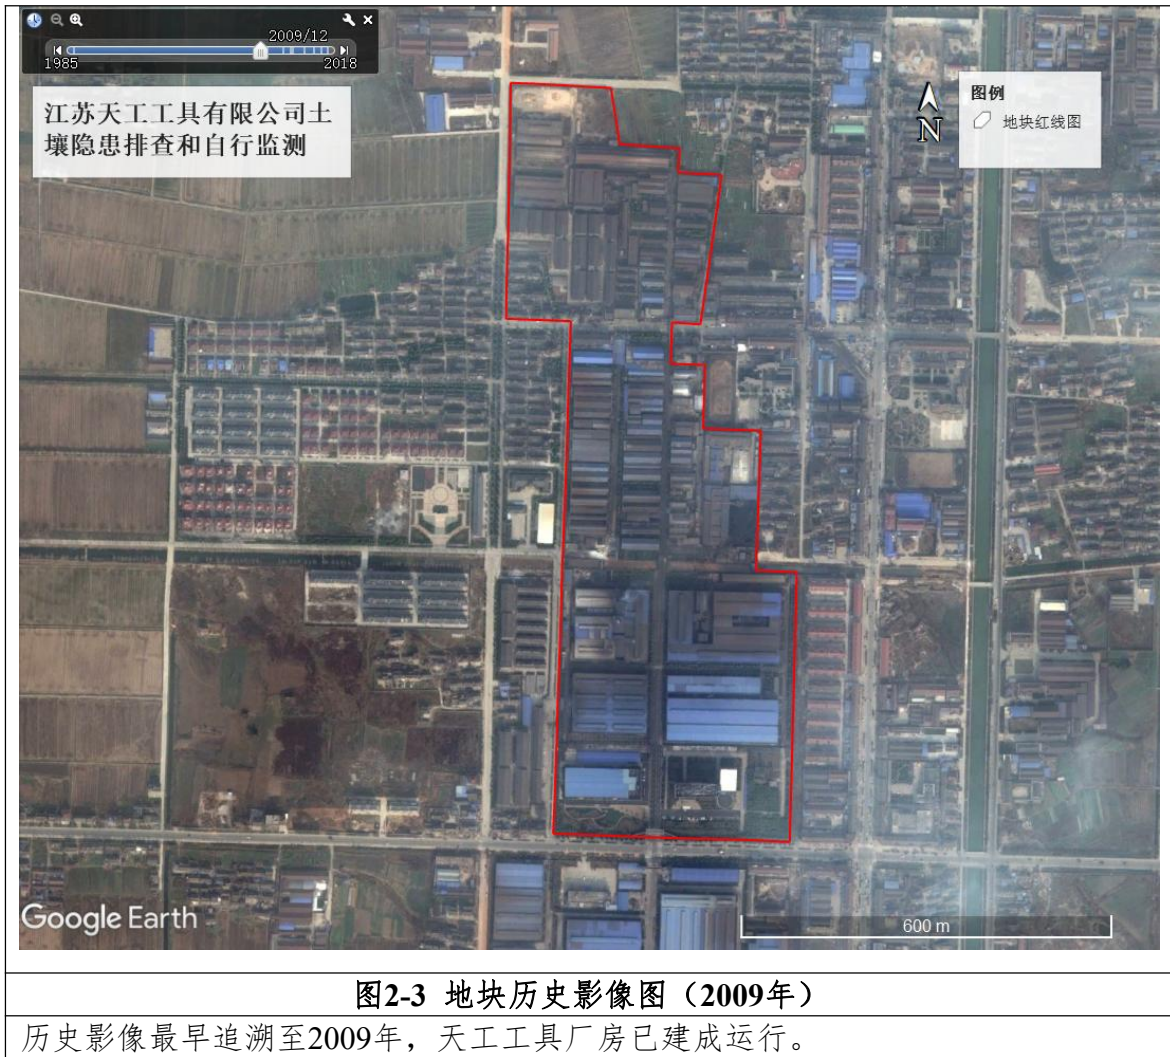 2009/12
1985
2018
江苏天工工具有限公司土
壤隐患排查和自行监测
N
图例
地块红线图
Google Earth
600 m
图2-3 地块历史影像图（2009年）
历史影像最早追溯至2009年，天工工具厂房已建成运行。